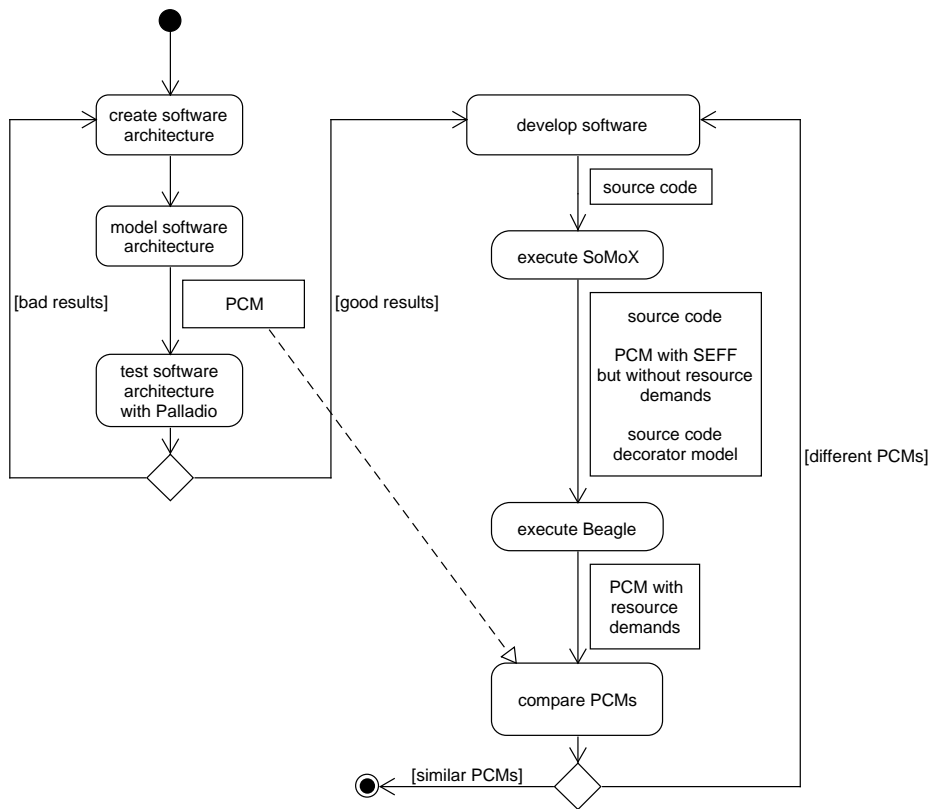 create software
architecture
model software
architecture
PCM
[bad results]
[good results]
test software
architecture
with Palladio
develop software
source code
execute SoMoX
source code
PCM with SEFF
but without resource
demands
source code
decorator model
[different PCMs]
execute Beagle
PCM with
resource
demands
compare PCMs
[similar PCMs]